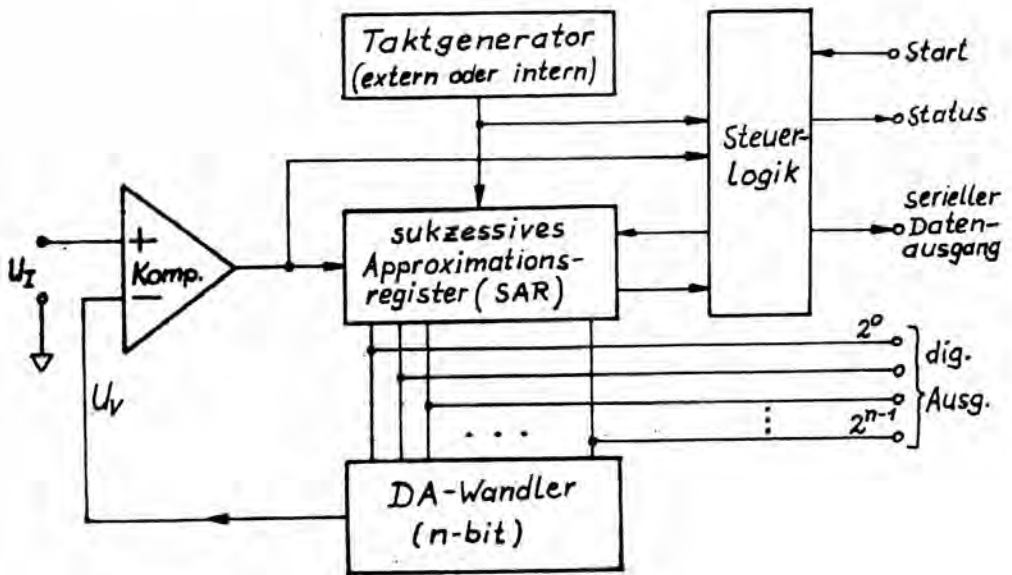 Taktgenerator
(extern oder intern)
Start
Status
Steuer-
Logik
serieller
Daten-
ausgang
sukzessives
Approximations-
register (SAR)
+
Komp.
−
U_I
U_V
2^0
dig.
Ausg.
2^{n-1}
. . .
DA-Wandler
(n-bit)